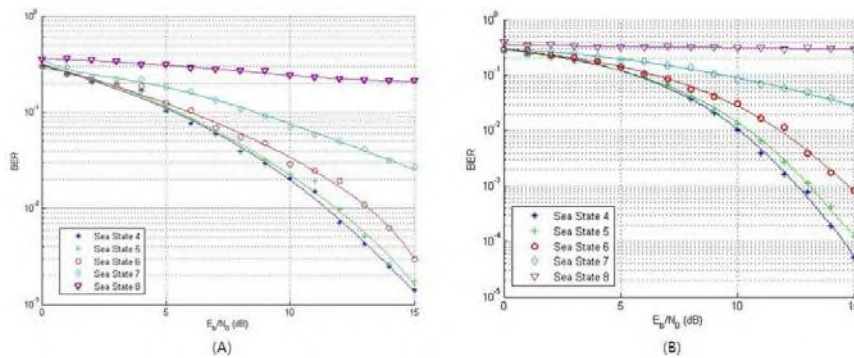 10^0
10^-1
10^-2
10^-3
BER
Sea State 4
Sea State 5
Sea State 6
Sea State 7
Sea State 8
0
5
10
15
E_b/N_0 (dB)
(A)
10^0
10^-1
10^-2
10^-3
10^-4
10^-5
BER
Sea State 4
Sea State 5
Sea State 6
Sea State 7
Sea State 8
0
5
10
15
E_b/N_0 (dB)
(B)